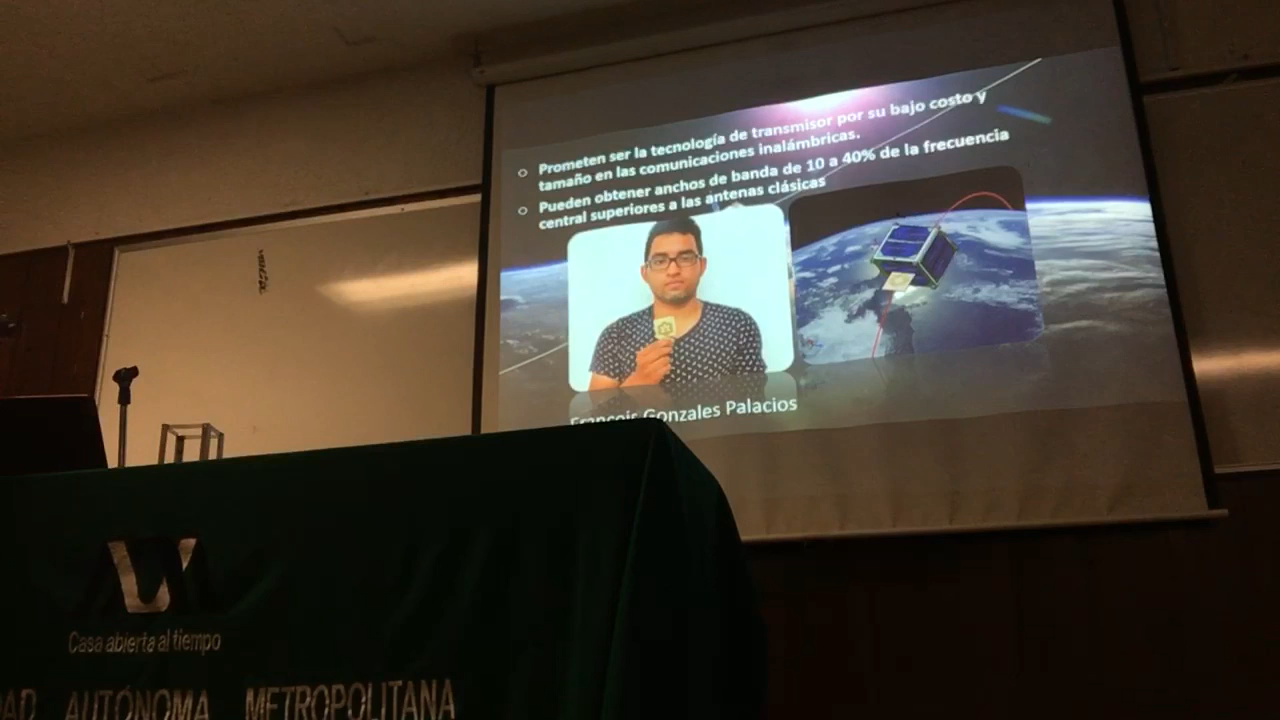 Prometen ser la tecnología de transmisor por su bajo costo y
tamaño en las comunicaciones inalámbricas.
Pueden obtener anchos de banda de 10 a 40% de la frecuencia
central superiores a las antenas clásicas
François Gonzales Palacios
Casa abierta al tiempo
DAD AUTÓNOMA METROPOLITANA